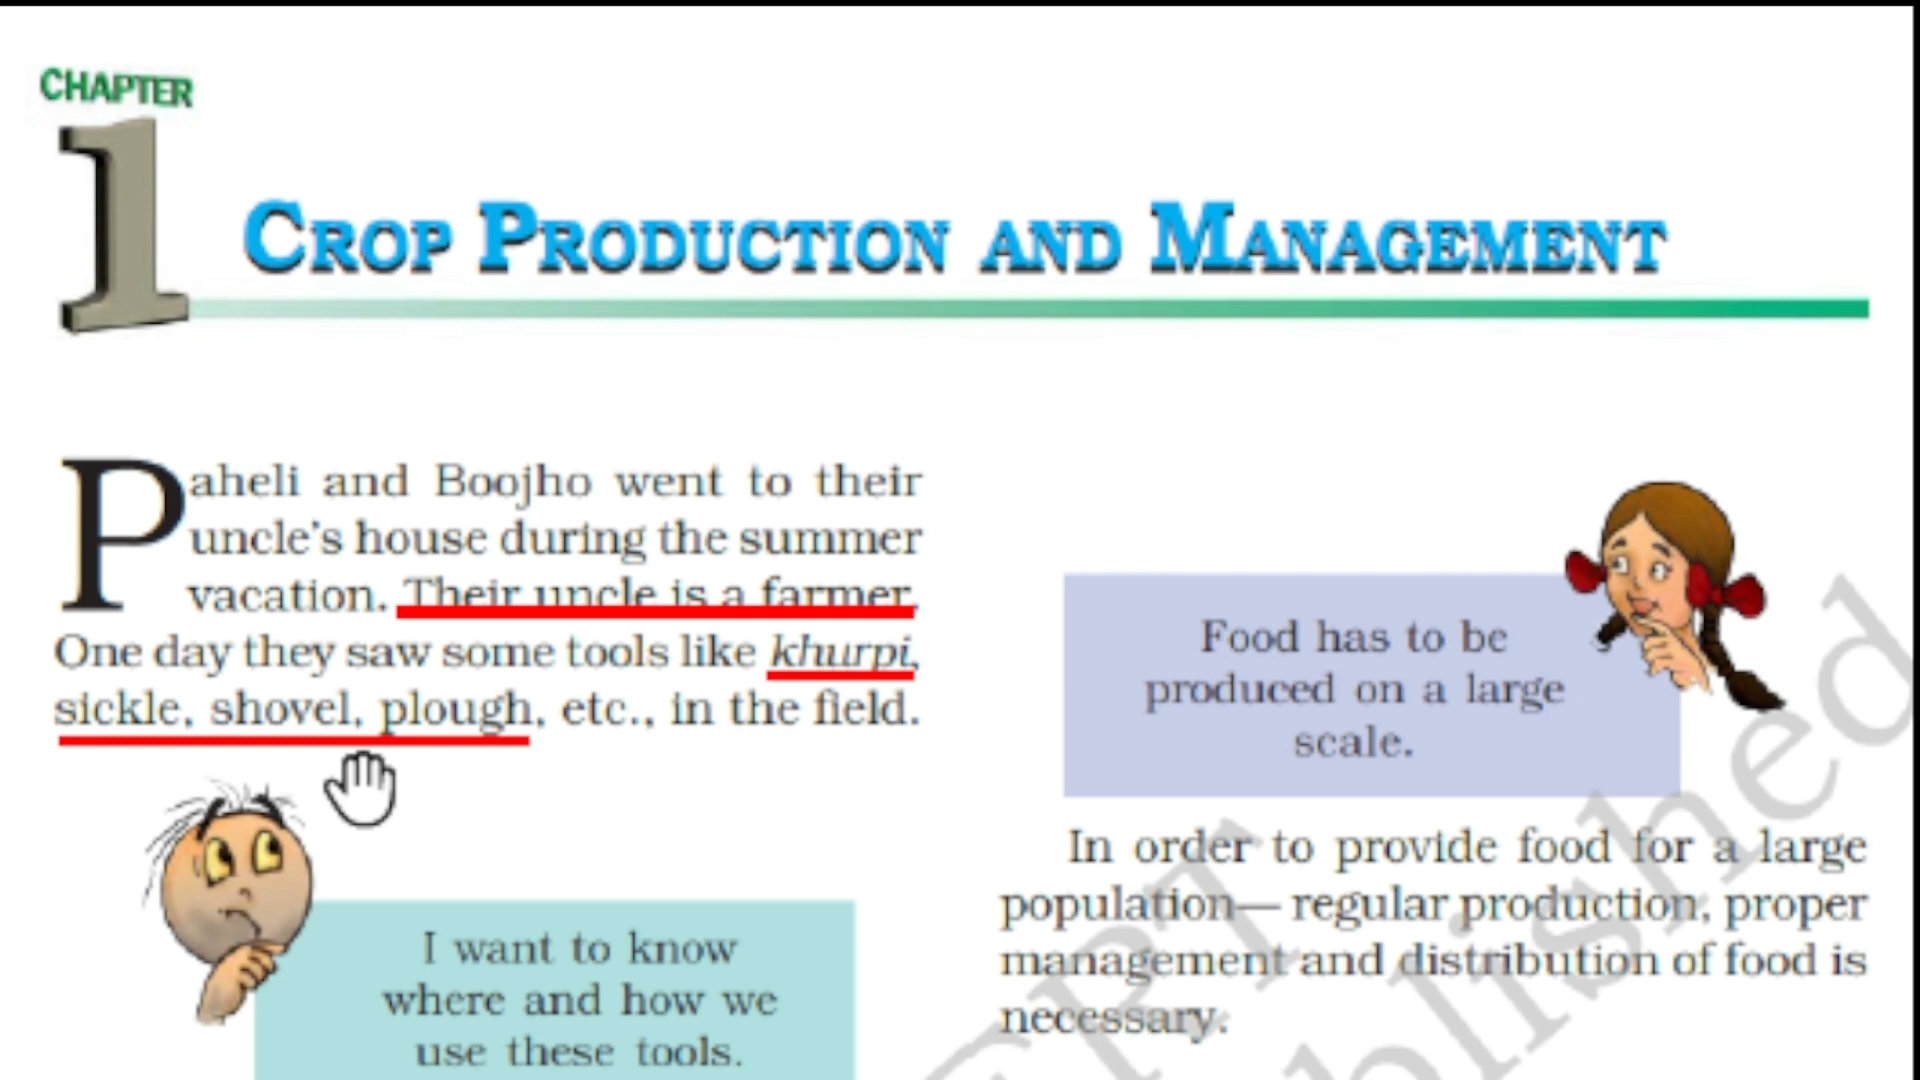 CHAPTER
1
CROP PRODUCTION AND MANAGEMENT
Paheli and Boojho went to their
uncle's house during the summer
vacation. Their uncle is a farmer.
One day they saw some tools like khurpi,
sickle, shovel, plough, etc., in the field.
I want to know
where and how we
use these tools.
Food has to be
produced on a large
scale.
In order to provide food for a large
population— regular production, proper
management and distribution of food is
necessary.